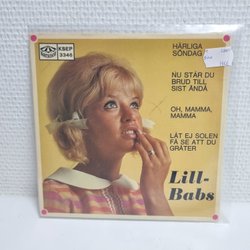 KARUSELL
KSEP
3346
HÄRLIGA
SÖNDAG
NU STÅR DU
BRUD TILL
SIST ÄNDÅ
OH, MAMMA,
MAMMA
LÅT EJ SOLEN
FÅ SE ATT DU
GRÅTER
Lill-
Babs